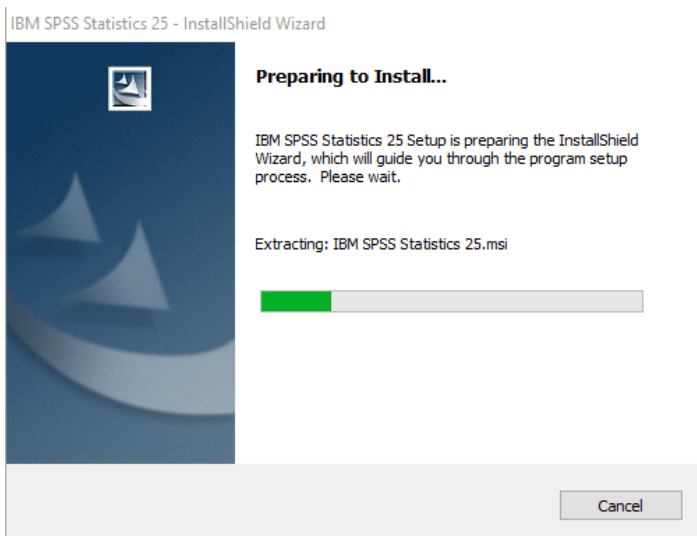 IBM SPSS Statistics 25 - InstallShield Wizard
Preparing to Install...
IBM SPSS Statistics 25 Setup is preparing the InstallShield
Wizard, which will guide you through the program setup
process. Please wait.
Extracting: IBM SPSS Statistics 25.msi
Cancel